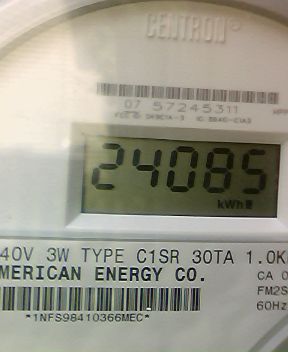 CENTRON®
07 57245311
24085
kWh
40V 3W TYPE C1SR 30TA 1.0K
MERICAN ENERGY CO.
CA 0
FM2S
60Hz
*1NFS98410366MEC*